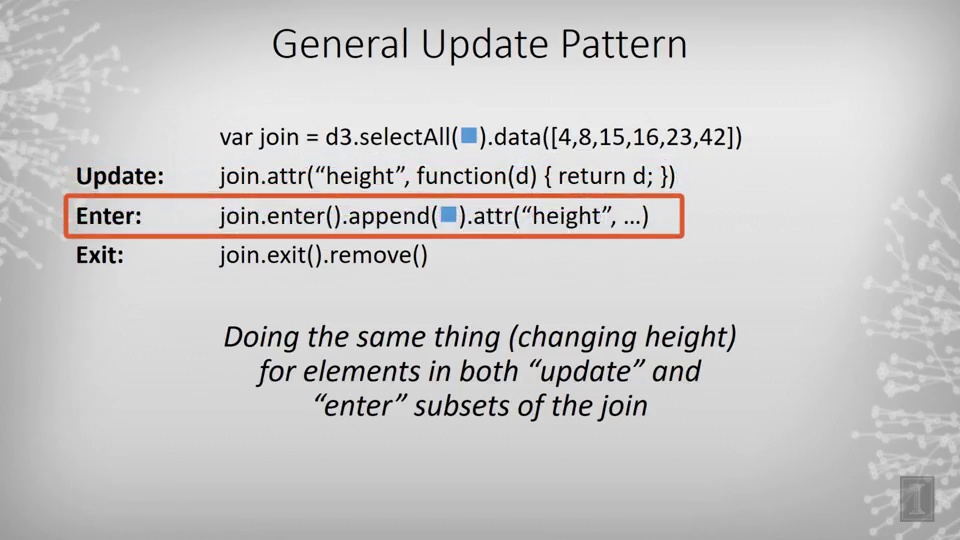 General Update Pattern
var join = d3.selectAll(■).data([4,8,15,16,23,42])
Update: join.attr(“height”, function(d) { return d; })
Enter: join.enter().append(■).attr(“height”, …)
Exit: join.exit().remove()
Doing the same thing (changing height)
for elements in both “update” and
“enter” subsets of the join